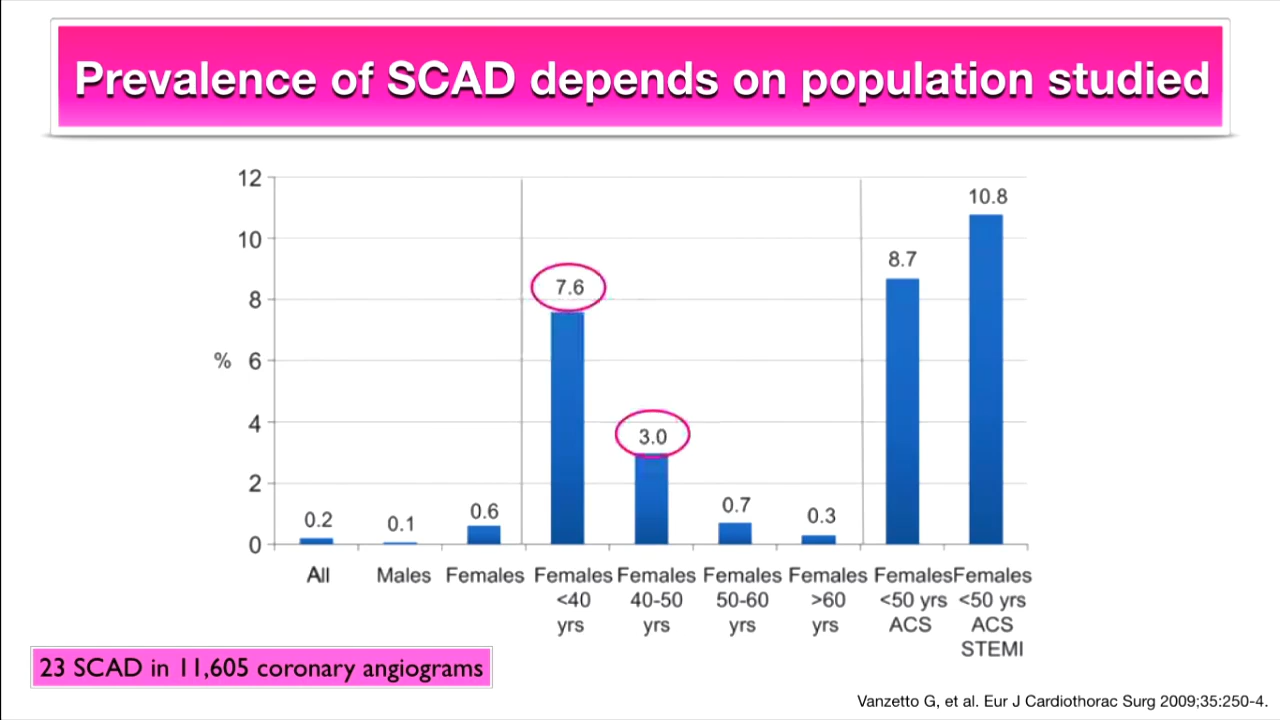 Prevalence of SCAD depends on population studied
12
10
8
% 6
4
2
0
0.2
0.1
0.6
7.6
3.0
0.7
0.3
8.7
10.8
All
Males
Females
Females
<40
yrs
Females
40-50
yrs
Females
50-60
yrs
Females
>60
yrs
Females
<50 yrs
ACS
Females
<50 yrs
ACS
STEMI
23 SCAD in 11,605 coronary angiograms
Vanzetto G, et al. Eur J Cardiothorac Surg 2009;35:250-4.